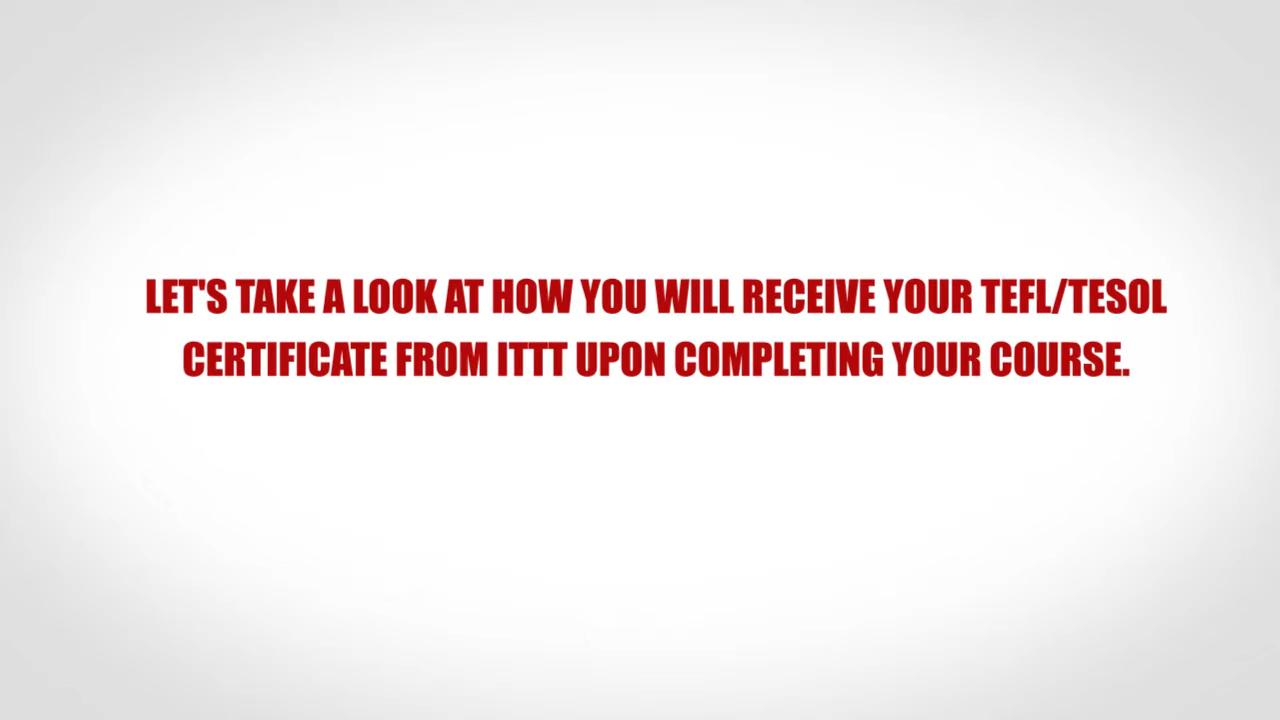 LET'S TAKE A LOOK AT HOW YOU WILL RECEIVE YOUR TEFL/TESOL
CERTIFICATE FROM ITTT UPON COMPLETING YOUR COURSE.